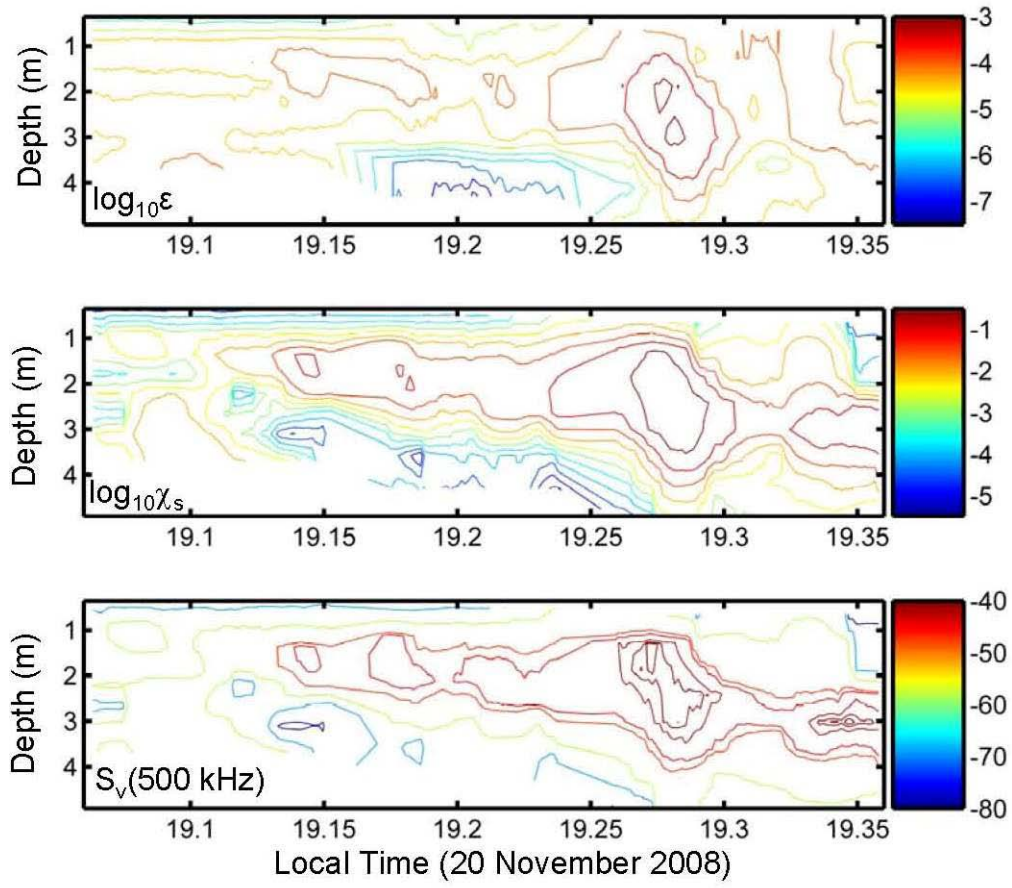 -3
1
-4
2
-5
3
-6
4
-7
Depth (m)
log₁₀ε
19.1 19.15 19.2 19.25 19.3 19.35
1
-1
2
-2
3
-3
4
-4
-5
Depth (m)
log₁₀χₛ
19.1 19.15 19.2 19.25 19.3 19.35
-40
1
-50
2
-60
3
-70
4
-80
Depth (m)
Sᵥ(500 kHz)
19.1 19.15 19.2 19.25 19.3 19.35
Local Time (20 November 2008)